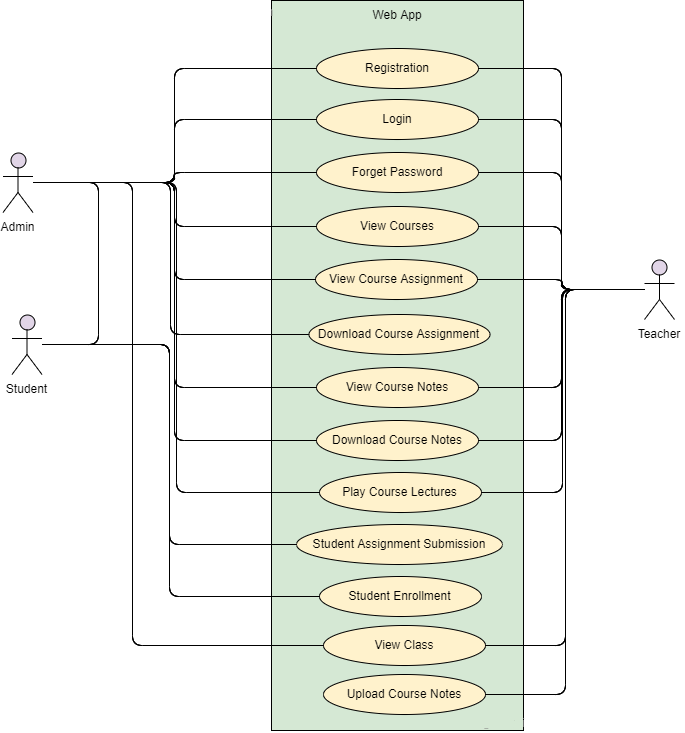 Web App
Registration
Login
Forget Password
View Courses
View Course Assignment
Download Course Assignment
View Course Notes
Download Course Notes
Play Course Lectures
Student Assignment Submission
Student Enrollment
View Class
Upload Course Notes
Admin
Student
Teacher